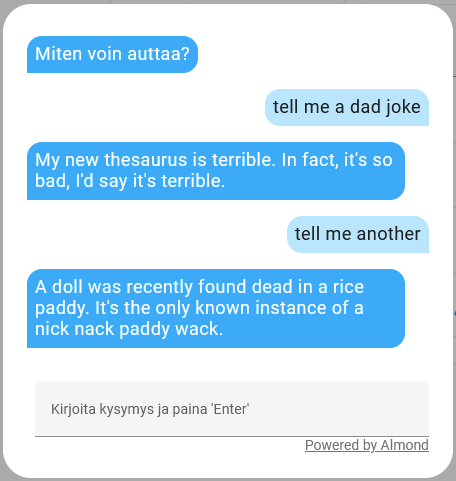 Miten voin auttaa?
tell me a dad joke
My new thesaurus is terrible. In fact, it's so
bad, I'd say it's terrible.
tell me another
A doll was recently found dead in a rice
paddy. It's the only known instance of a
nick nack paddy wack.
Kirjoita kysymys ja paina 'Enter'
Powered by Almond